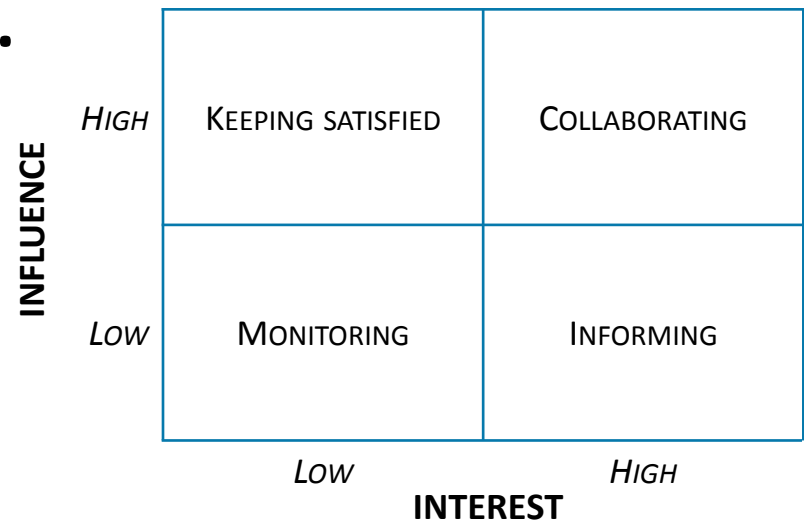 .
HIGH KEEPING SATISFIED COLLABORATING
INFLUENCE
LOW MONITORING INFORMING
LOW HIGH
INTEREST